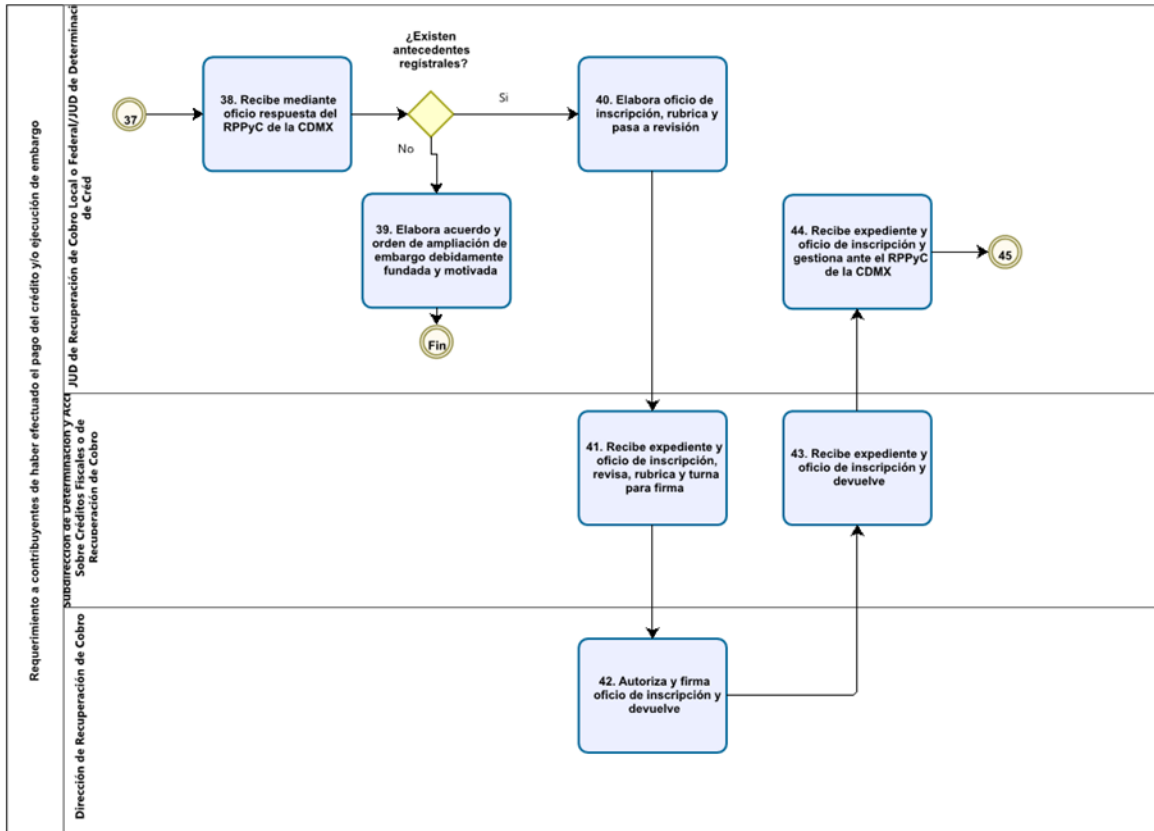 Requerimiento a contribuyentes de haber efectuado el pago del crédito y/o ejecución de embargo
JUD de Recuperación de Cobro Local o Federal/JUD de Determinaci
de Créd
37
38. Recibe mediante
oficio respuesta del
RPPyC de la CDMX
¿Existen
antecedentes
regístrales?
Si
No
39. Elabora acuerdo y
orden de ampliación de
embargo debidamente
fundada y motivada
Fin
40. Elabora oficio de
inscripción, rubrica y
pasa a revisión
44. Recibe expediente y
oficio de inscripción y
gestiona ante el RPPyC
de la CDMX
45
Subdirección de Determinación y Acc
Sobre Créditos Fiscales o de
Recuperación de Cobro
41. Recibe expediente y
oficio de inscripción,
revisa, rubrica y turna
para firma
43. Recibe expediente y
oficio de inscripción y
devuelve
Dirección de Recuperación de Cobro
42. Autoriza y firma
oficio de inscripción y
devuelve